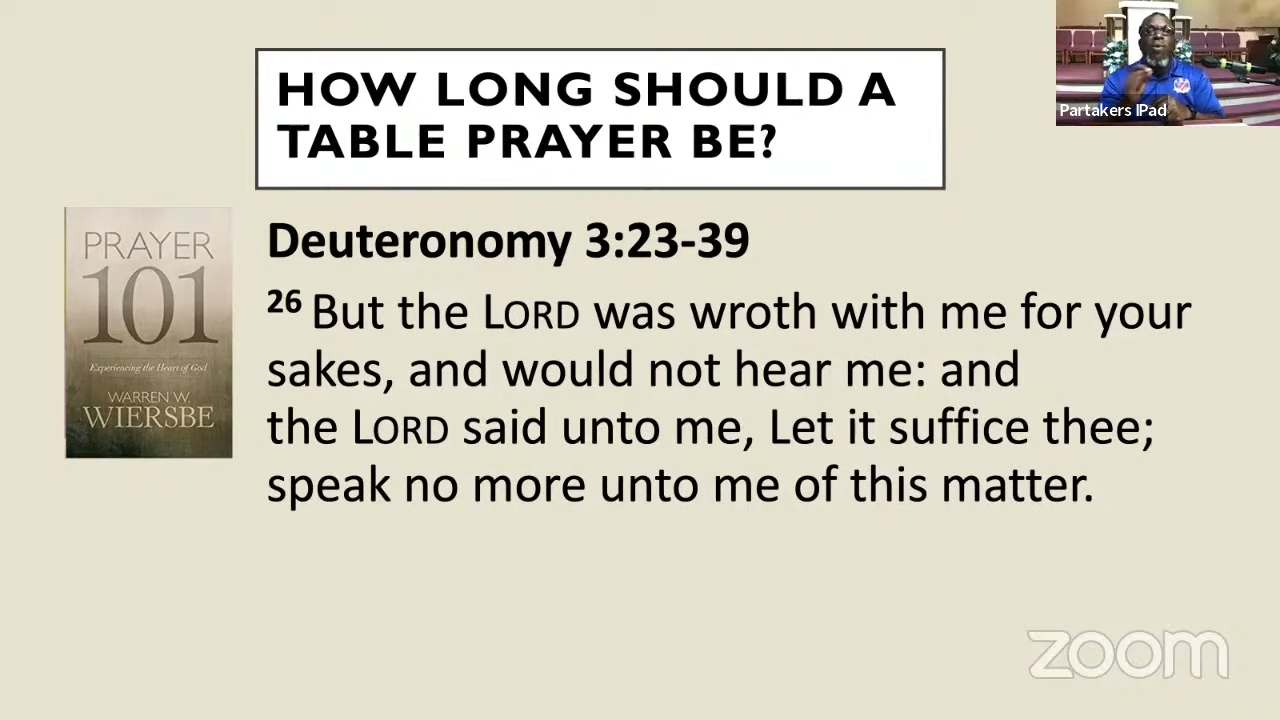 HOW LONG SHOULD A
TABLE PRAYER BE?
Partakers IPad
PRAYER
101
Experiencing the Heart of God
WARREN W.
WIERSBE
Deuteronomy 3:23-39
26 But the LORD was wroth with me for your
sakes, and would not hear me: and
the LORD said unto me, Let it suffice thee;
speak no more unto me of this matter.
zoom